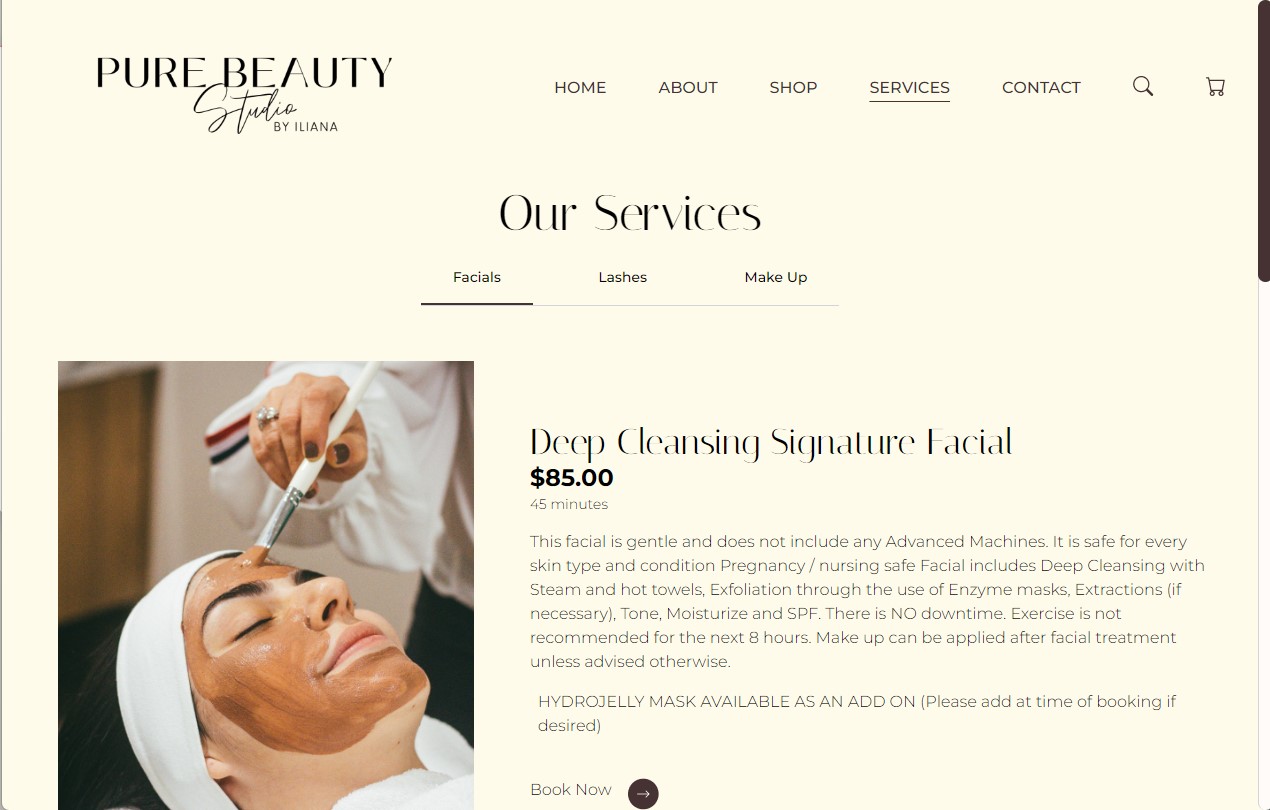 PURE BEAUTY
Studio
BY ILIANA
HOME ABOUT SHOP SERVICES CONTACT
Our Services
Facials Lashes Make Up
Deep Cleansing Signature Facial
$85.00
45 minutes
This facial is gentle and does not include any Advanced Machines. It is safe for every
skin type and condition Pregnancy / nursing safe Facial includes Deep Cleansing with
Steam and hot towels, Exfoliation through the use of Enzyme masks, Extractions (if
necessary), Tone, Moisturize and SPF. There is NO downtime. Exercise is not
recommended for the next 8 hours. Make up can be applied after facial treatment
unless advised otherwise.
HYDROJELLY MASK AVAILABLE AS AN ADD ON (Please add at time of booking if
desired)
Book Now